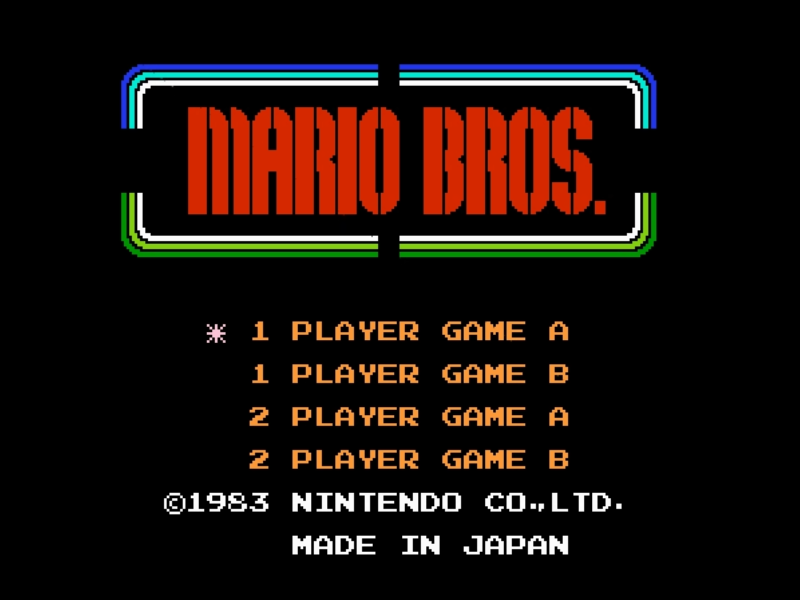 MARIO BROS.
* 1 PLAYER GAME A
1 PLAYER GAME B
2 PLAYER GAME A
2 PLAYER GAME B
©1983 NINTENDO CO.,LTD.
MADE IN JAPAN